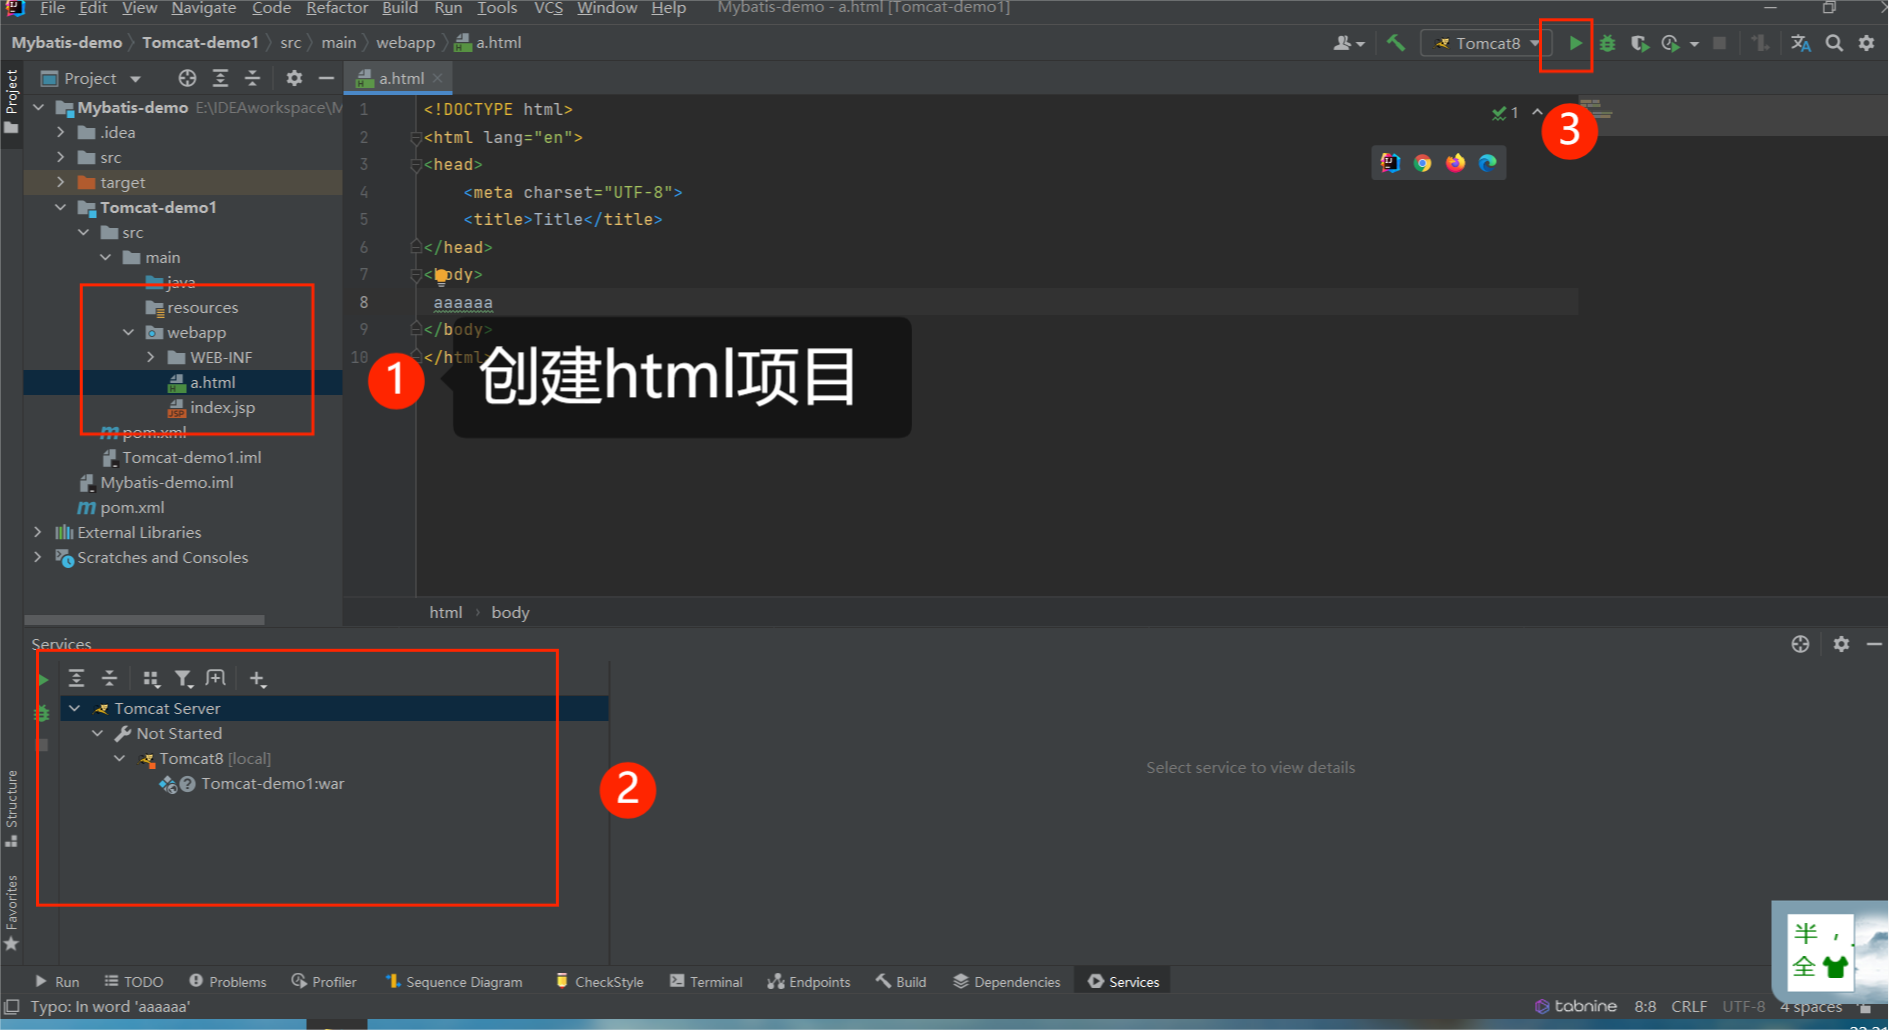 File Edit View Navigate Code Refactor Build Run Tools VCS Window Help Mybatis-demo - a.html [Tomcat-demo1]
Mybatis-demo Tomcat-demo1 src main webapp a.html Tomcat8
Project Project a.html
Mybatis-demo E:\IDEAworkspace\M
.idea
src
target
Tomcat-demo1
src
main
java
resources
webapp
WEB-INF
a.html
index.jsp
pom.xml
Tomcat-demo1.iml
Mybatis-demo.iml
pom.xml
External Libraries
Scratches and Consoles
1 <!DOCTYPE html>
2 <html lang="en">
3 <head>
4 <meta charset="UTF-8">
5 <title>Title</title>
6 </head>
7 <body>
8 aaaaaa
9 </body>
10 </html>
1
3
1 创建html项目
html › body
Services
Tomcat Server
Not Started
Tomcat8 [local]
Tomcat-demo1:war
2
Select service to view details
Structure
Favorites
半 ，
全
Run TODO Problems Profiler Sequence Diagram CheckStyle Terminal Endpoints Build Dependencies Services
Typo: In word 'aaaaaa' tabnine 8:8 CRLF UTF-8 4 spaces